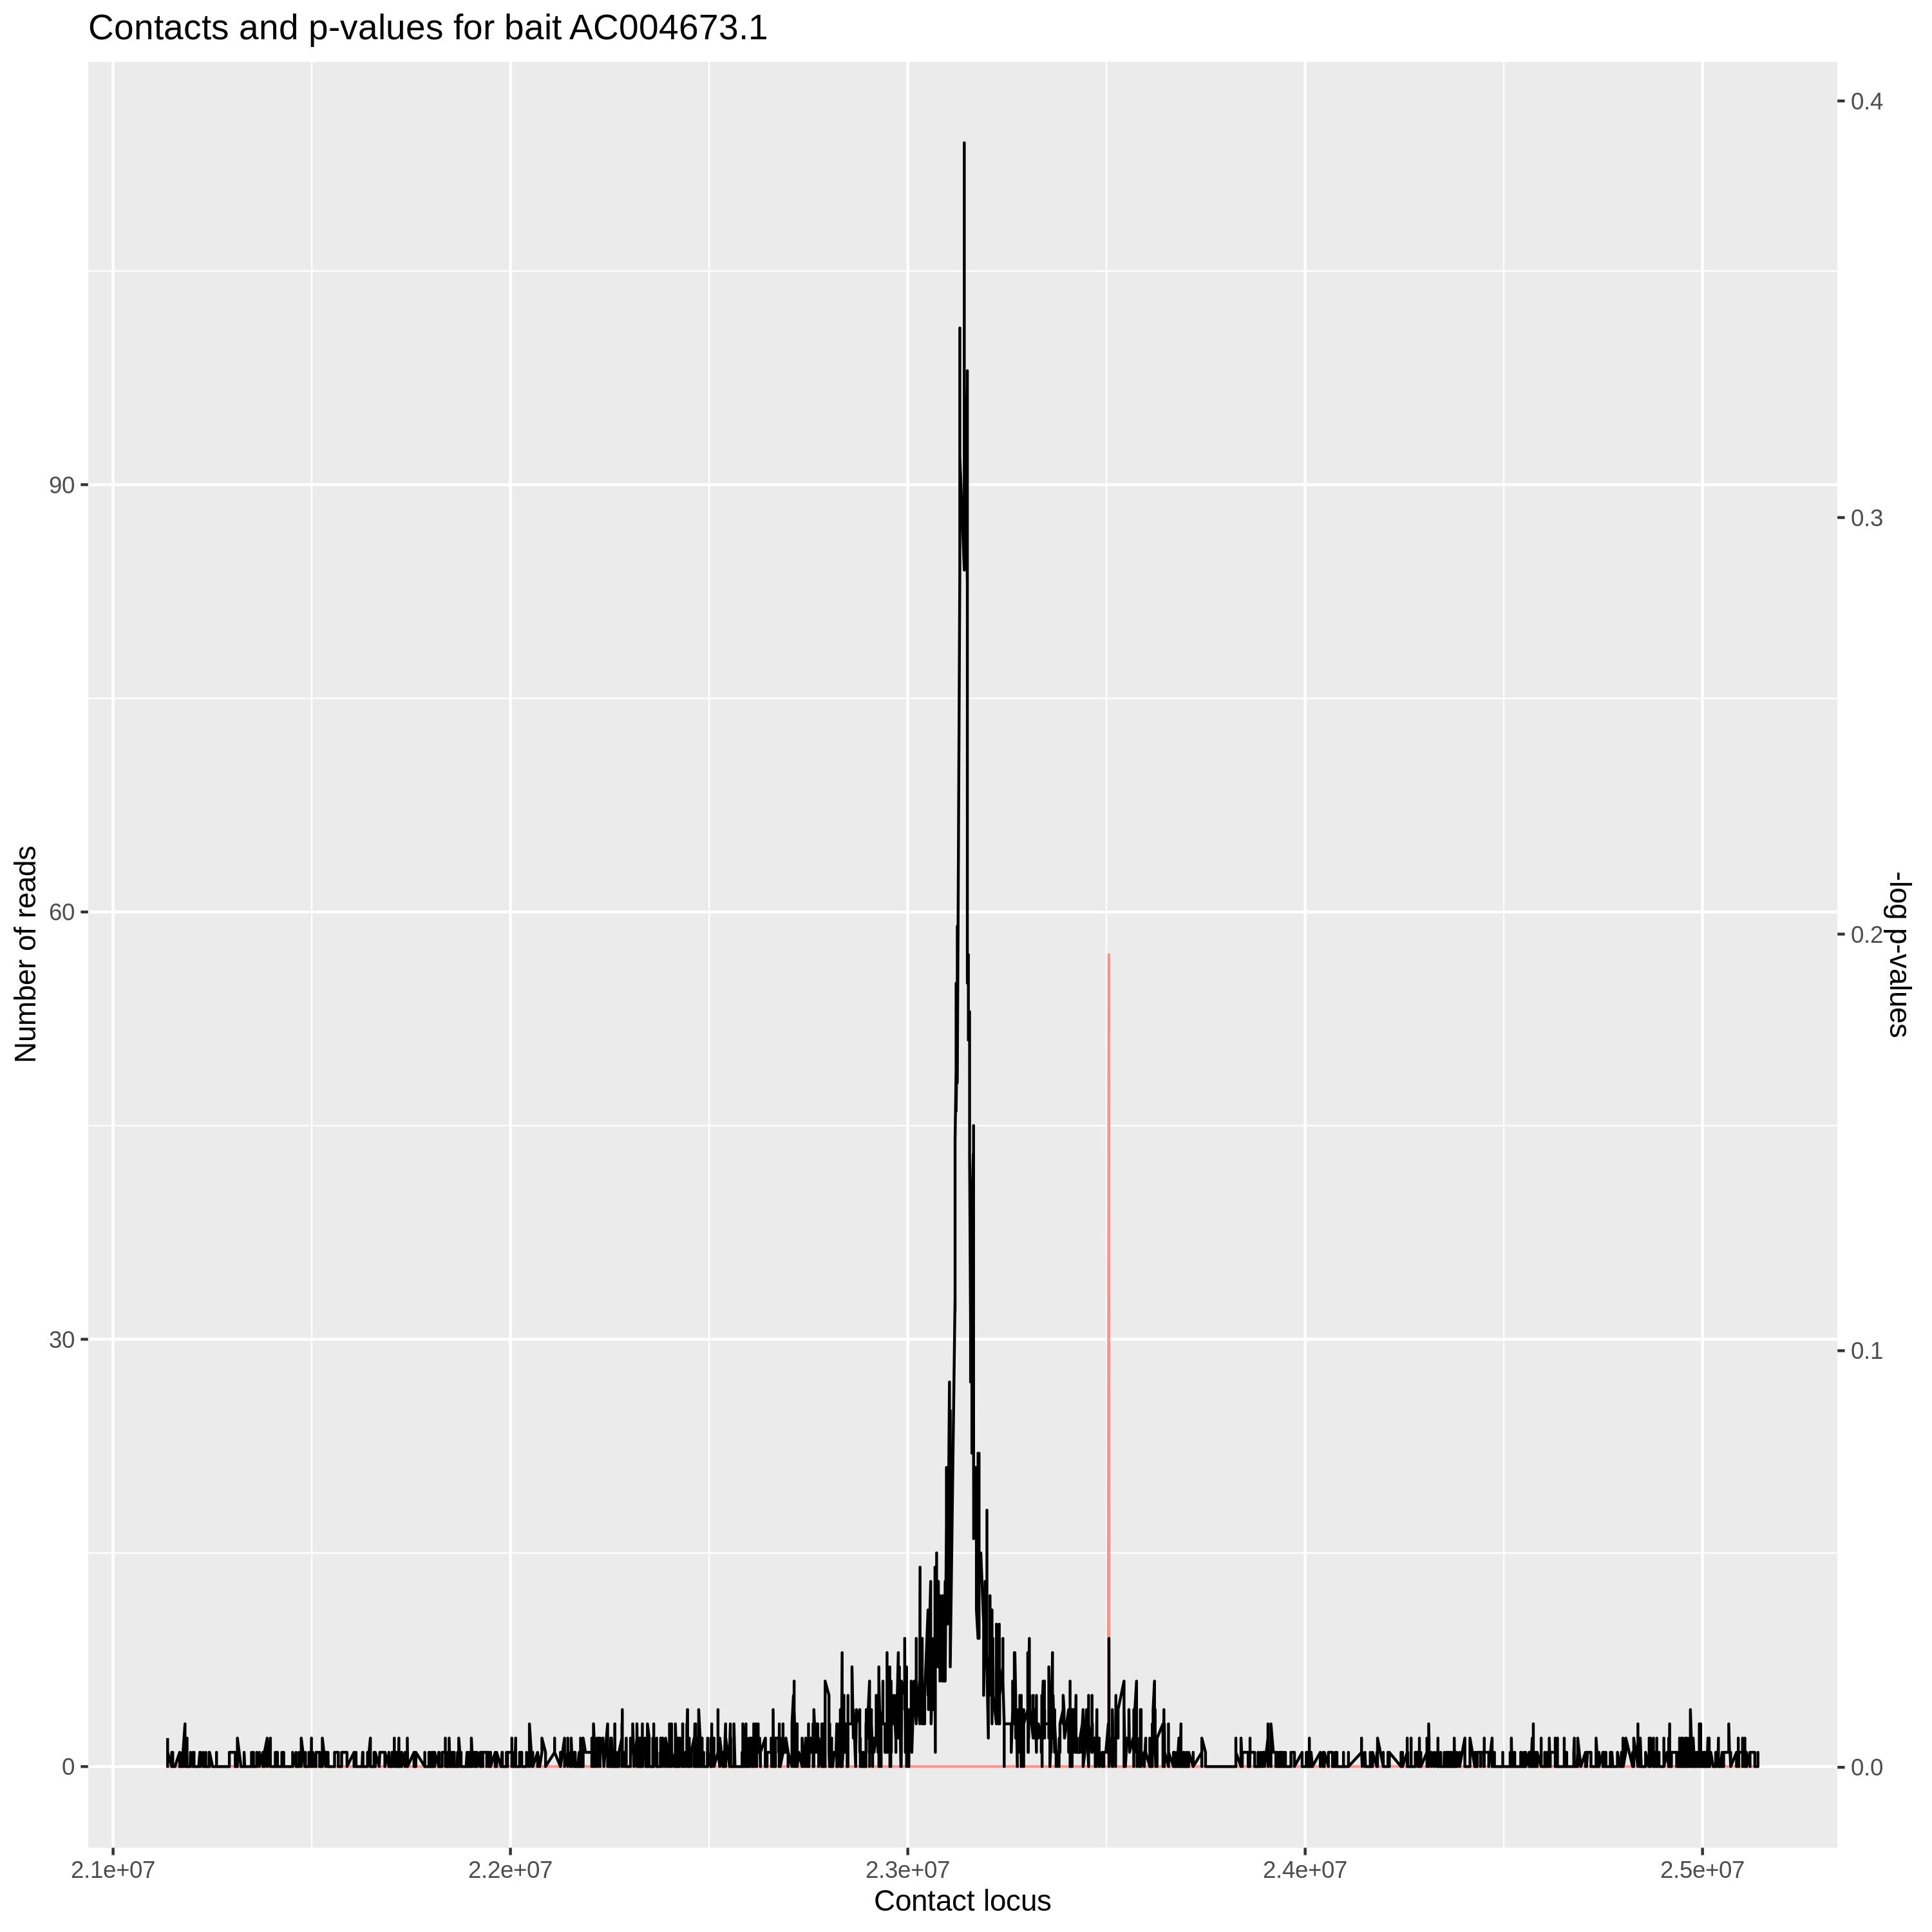 Contacts and p-values for bait AC004673.1
0.4
90
0.3
60
0.2
30
0.1
0
0.0
Number of reads
-log p-values
2.1e+07 2.2e+07 2.3e+07 2.4e+07 2.5e+07
Contact locus